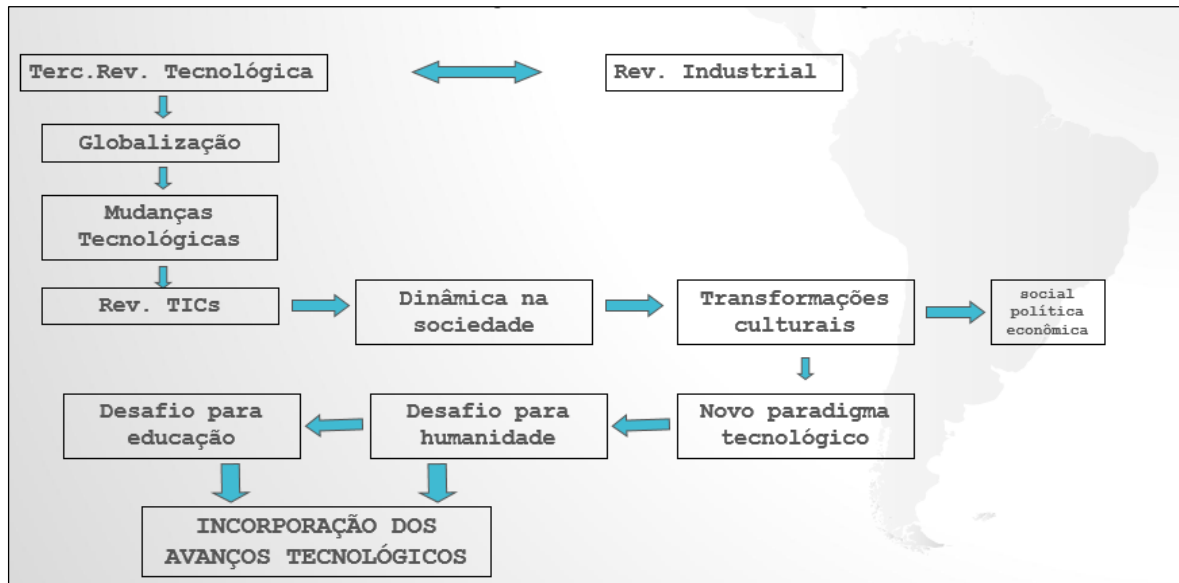 Terc.Rev. Tecnológica
Rev. Industrial
Globalização
Mudanças
Tecnológicas
Rev. TICs
Dinâmica na
sociedade
Transformações
culturais
social
política
econômica
Desafio para
educação
Desafio para
humanidade
Novo paradigma
tecnológico
INCORPORAÇÃO DOS
AVANÇOS TECNOLÓGICOS